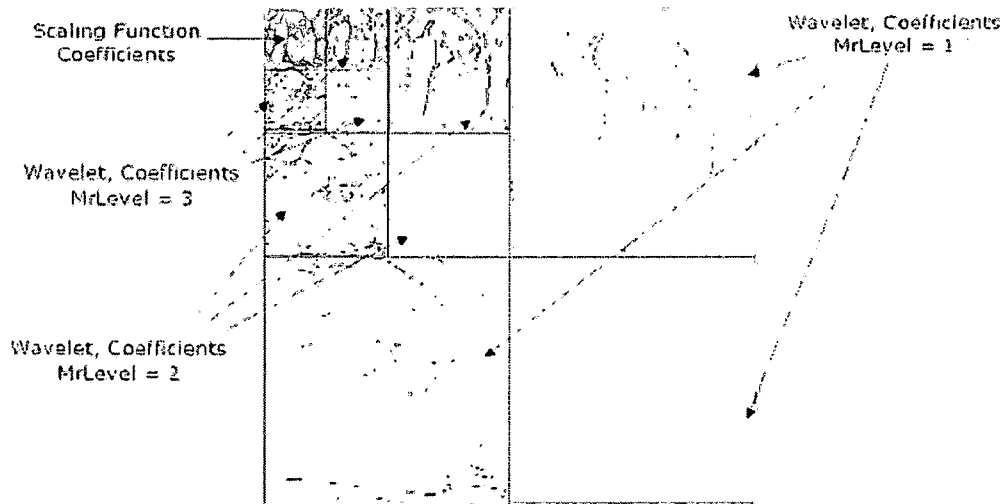 Scaling Function
Coefficients
Wavelet, Coefficients
MrLevel = 1
Wavelet, Coefficients
MrLevel = 3
Wavelet, Coefficients
MrLevel = 2